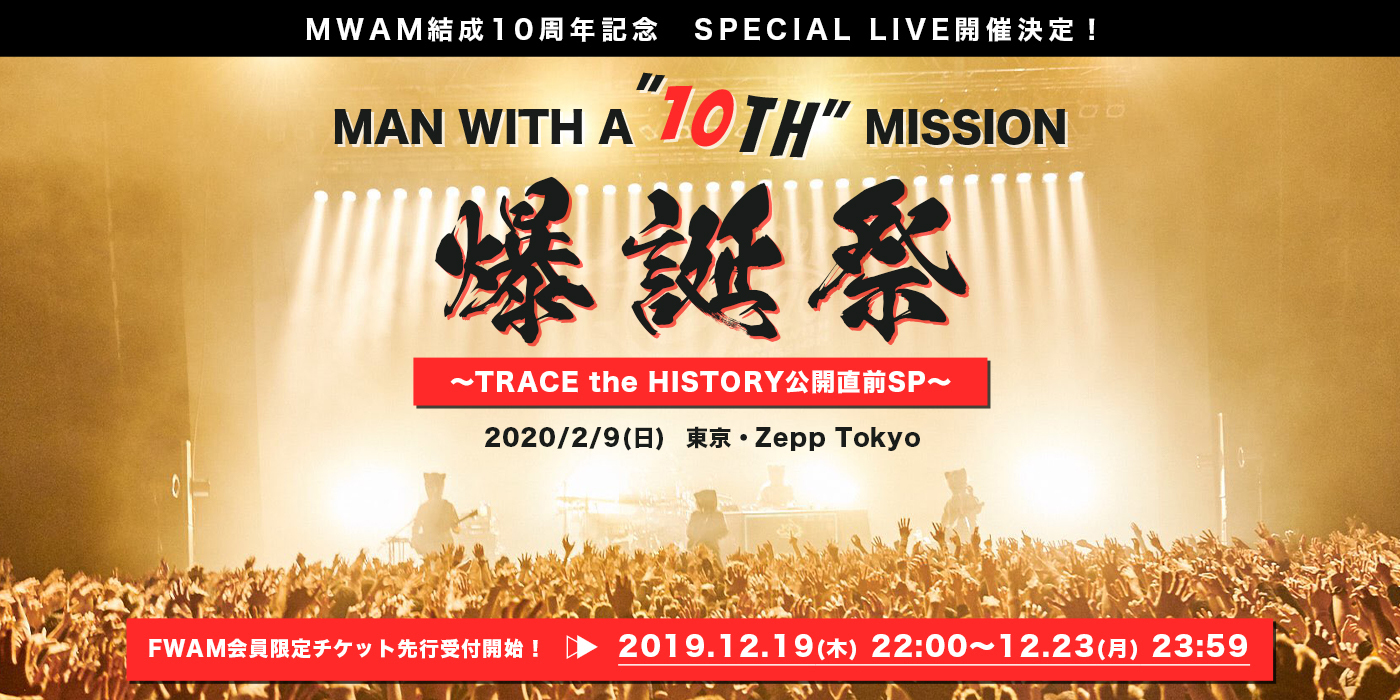 MWAM結成10周年記念　SPECIAL LIVE開催決定！
MAN WITH A "10TH" MISSION
爆誕祭
～TRACE the HISTORY公開直前SP～
2020/2/9(日)　東京・Zepp Tokyo
FWAM会員限定チケット先行受付開始！ 2019.12.19(木) 22:00～12.23(月) 23:59